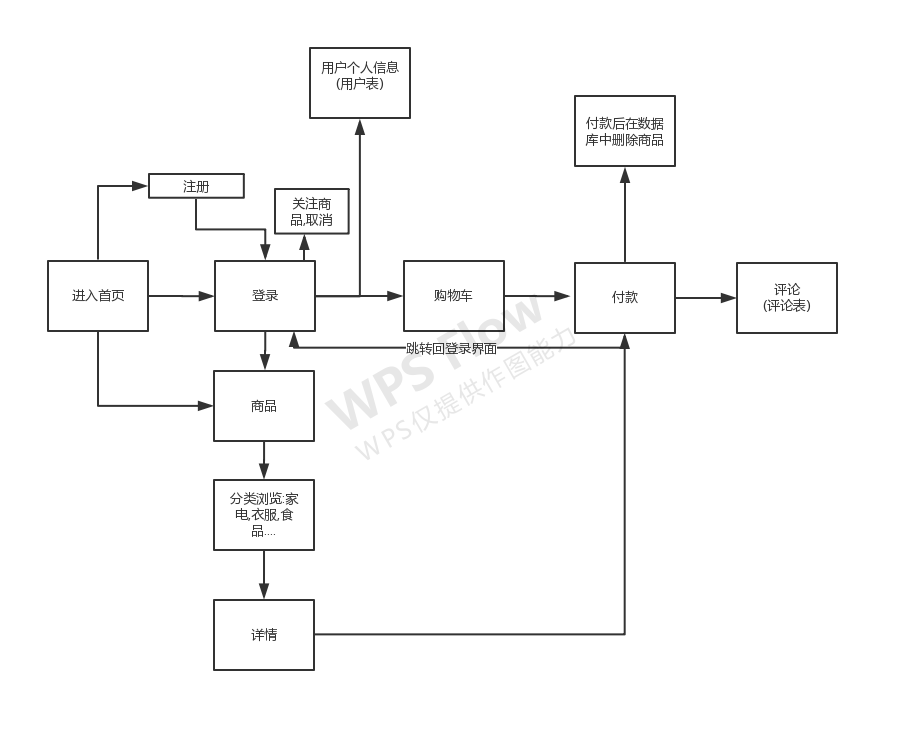 用户个人信息
(用户表)
付款后在数据
库中删除商品
注册
关注商
品,取消
进入首页
登录
购物车
付款
评论
(评论表)
跳转回登录界面
WPS Flow
WPS仅提供作图能力
商品
分类浏览:家
电,衣服,食
品....
详情